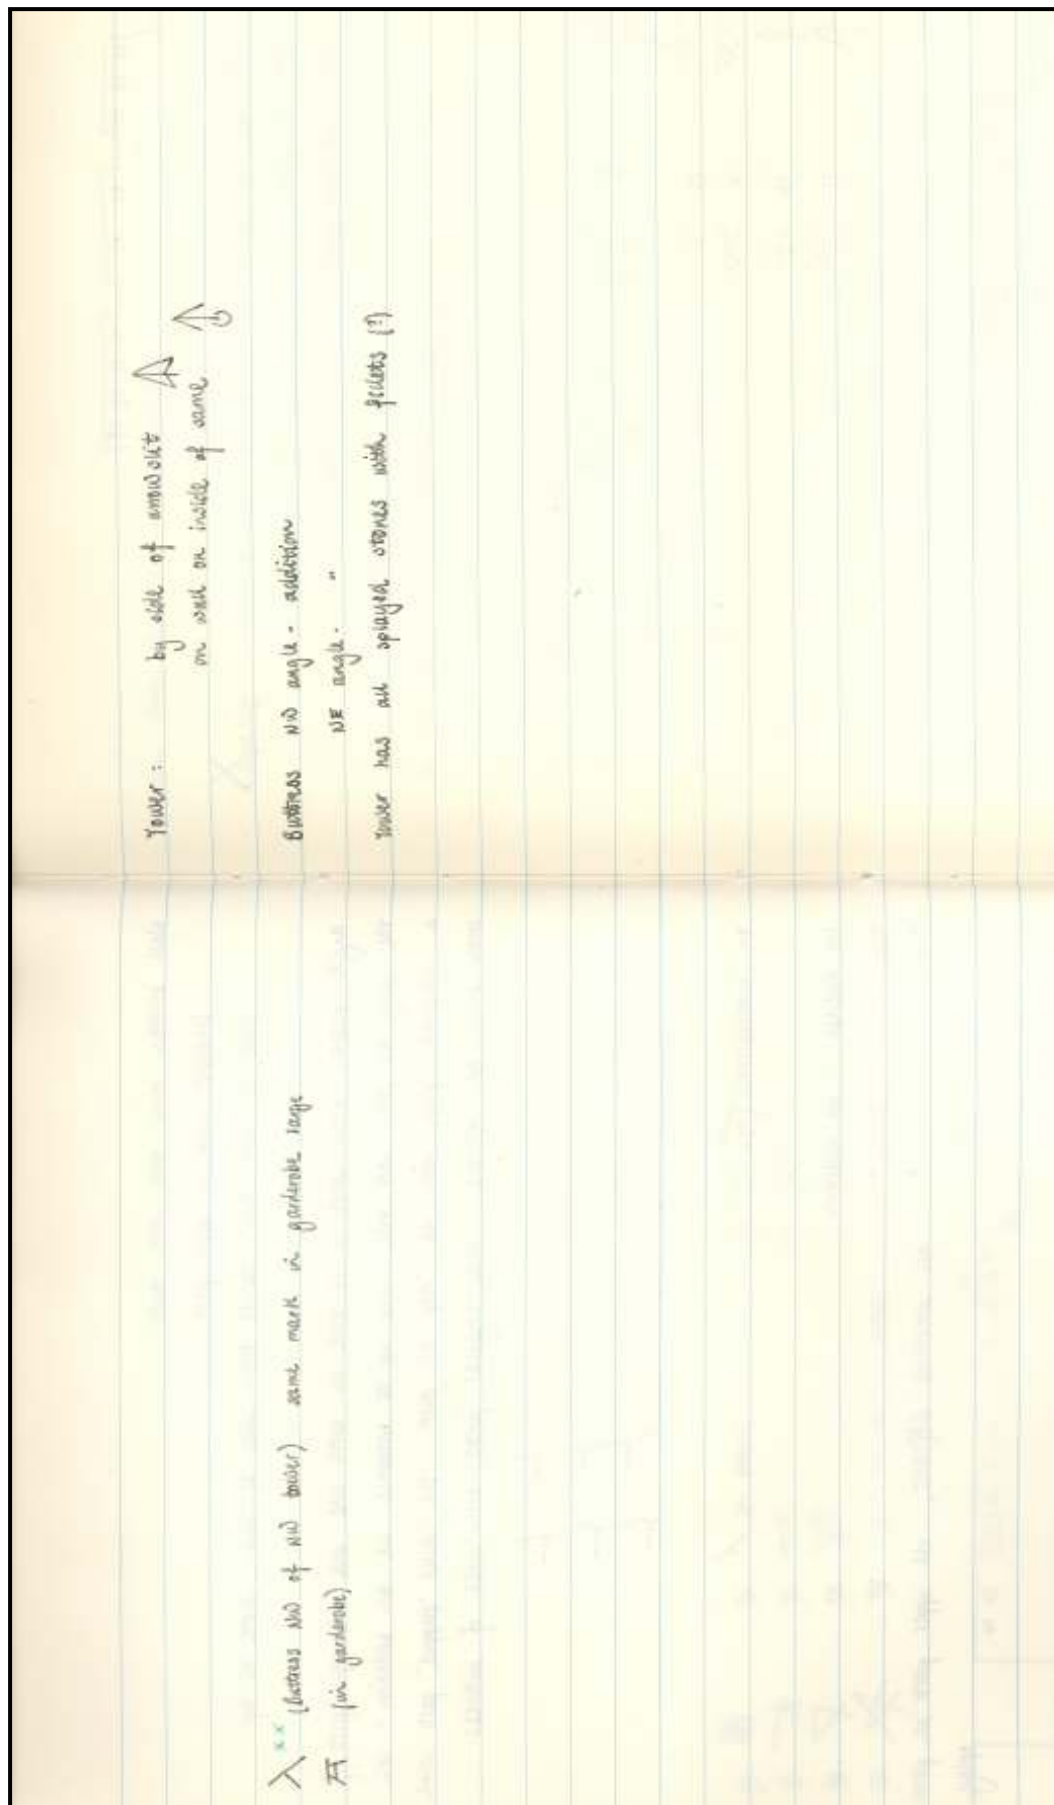 (Buttress NW of NW tower) same mark in garderobe range
(in garderobe)
Tower : by side of arrowslit
on wall on inside of same
Buttress NW angle - addition
NE angle - "
Tower has all splayed stones with pellets (?)